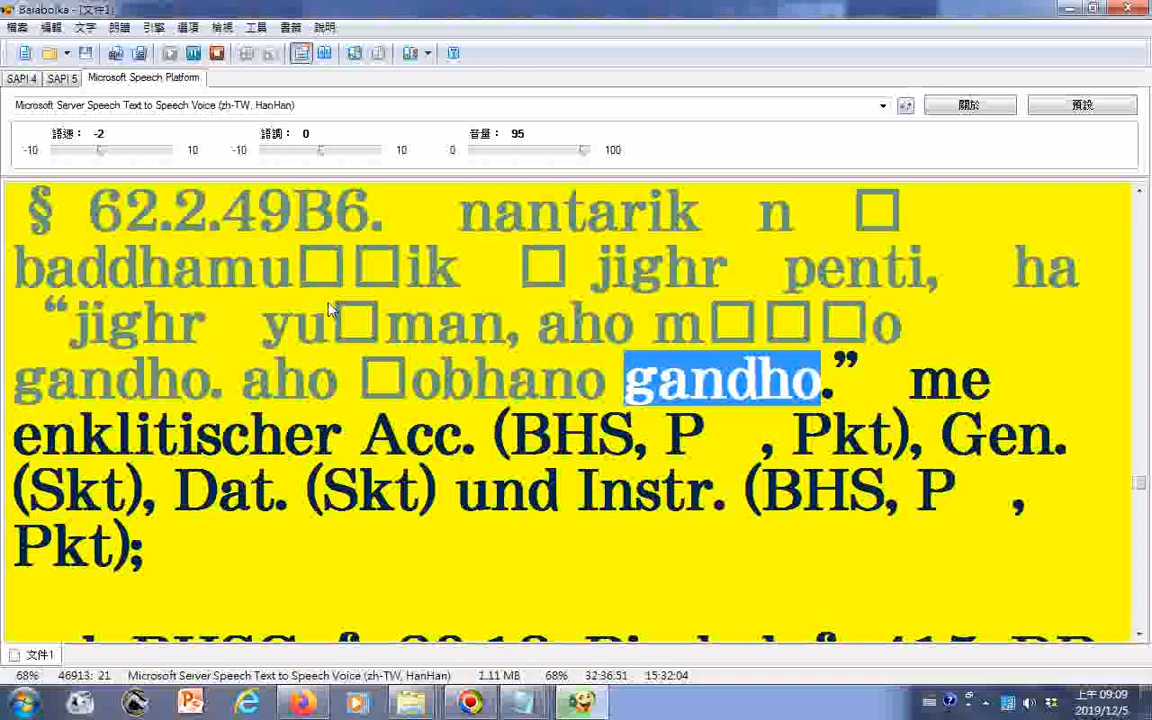 Balabolka - [文件1]
檔案 編輯 文字 朗讀 引擎 選項 檢視 工具 書籤 說明
SAPI 4 SAPI 5 Microsoft Speech Platform
Microsoft Server Speech Text to Speech Voice (zh-TW, HanHan) 關於 預設
語速： -2 語調： 0 音量： 95
-10 10 -10 10 0 100
§ 62.2.49B6. nantarik n □
baddhamu□□ik □ jighr penti, ha
“jighr yu□man, aho m□□□o
gandho. aho □obhano gandho.” me
enklitischer Acc. (BHS, P , Pkt), Gen.
(Skt), Dat. (Skt) und Instr. (BHS, P ,
Pkt);
文件1
68% 46913: 21 Microsoft Server Speech Text to Speech Voice (zh-TW, HanHan) 1.11 MB 68% 32:36:51 15:32:04
上午 09:09
2019/12/5